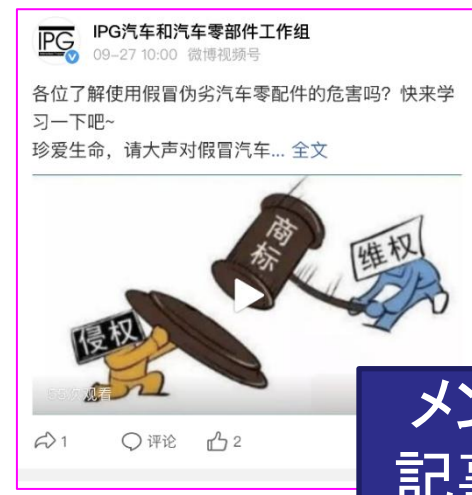 IPG
IPG汽车和汽车零部件工作组
09-27 10:00 微博视频号
各位了解使用假冒伪劣汽车零配件的危害吗？快来学
习一下吧~
珍爱生命，请大声对假冒汽车... 全文
商标
维权
侵权
次观看
1 评论 2
メン
記事